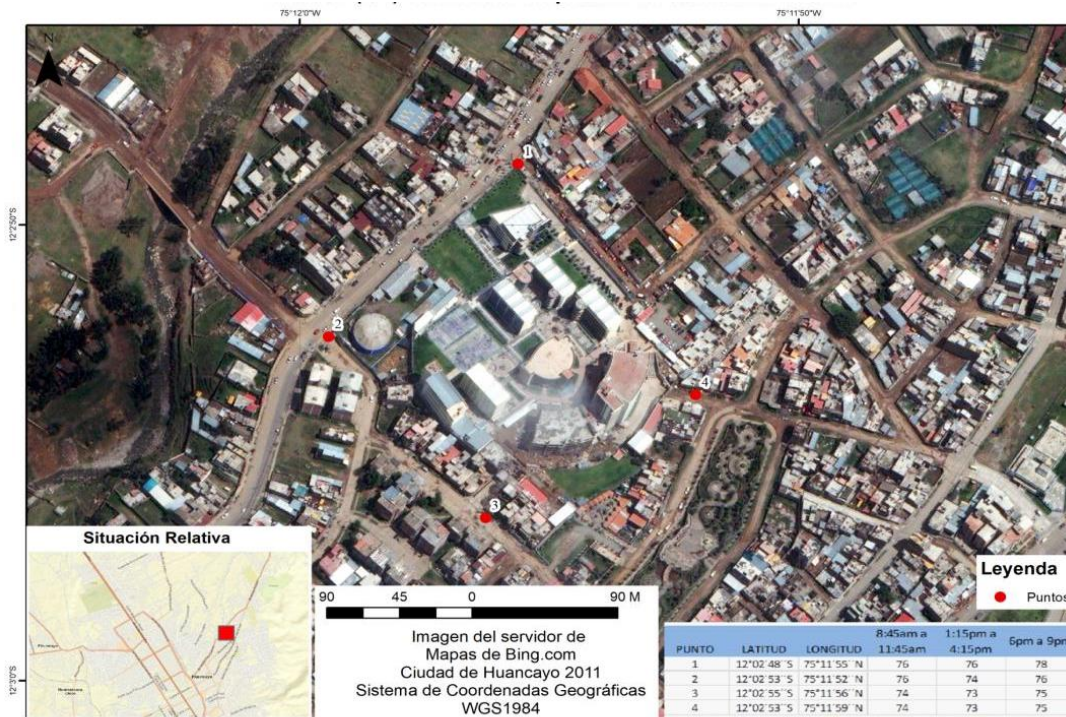 75°12'0"W
75°11'50"W
N
12°2'50"S
12°3'0"S
1
2
3
4
Situación Relativa
90 45 0 90 M
Imagen del servidor de
Mapas de Bing.com
Ciudad de Huancayo 2011
Sistema de Coordenadas Geográficas
WGS1984
Leyenda
Puntos
PUNTO LATITUD LONGITUD 8:45am a 11:45am 1:15pm a 4:15pm 6pm a 9pm
1 12°02´48´´S 75°11´55´´N 76 76 78
2 12°02´53´´S 75°11´52´´N 76 74 76
3 12°02´55´´S 75°11´56´´N 74 73 75
4 12°02´53´´S 75°11´59´´N 74 73 75